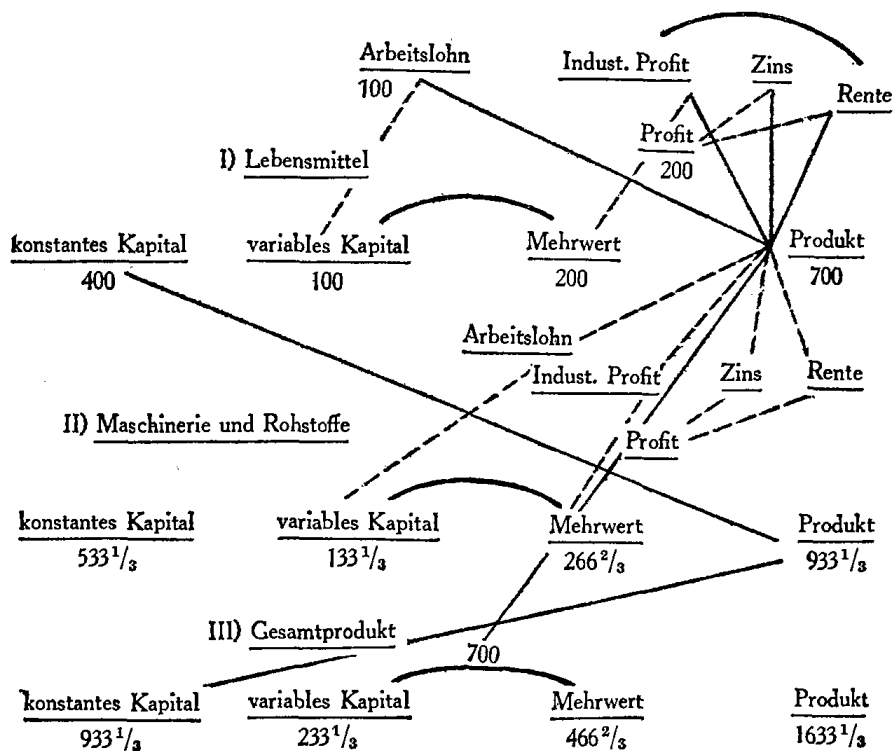 Arbeitslohn Indust. Profit Zins
100 Rente
Profit
200
I) Lebensmittel
konstantes Kapital variables Kapital Mehrwert Produkt
400 100 200 700
Arbeitslohn
Indust. Profit Zins Rente
II) Maschinerie und Rohstoffe
Profit
konstantes Kapital variables Kapital Mehrwert Produkt
533 1/3 133 1/3 266 2/3 933 1/3
III) Gesamtprodukt
700
konstantes Kapital variables Kapital Mehrwert Produkt
933 1/3 233 1/3 466 2/3 1633 1/3